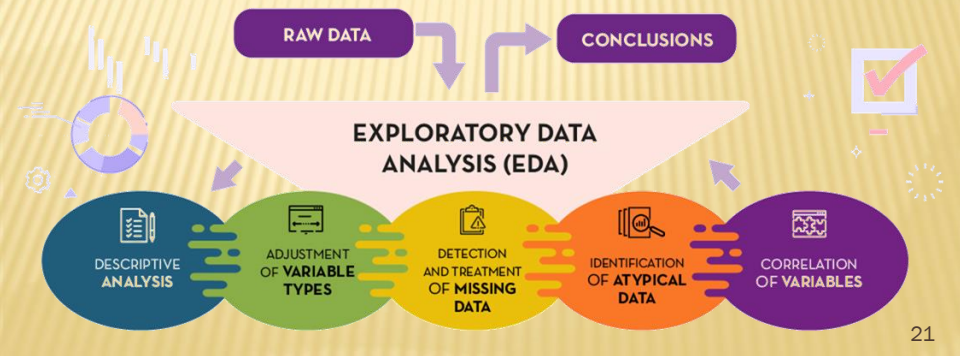 RAW DATA
CONCLUSIONS
EXPLORATORY DATA
ANALYSIS (EDA)
DESCRIPTIVE
ANALYSIS
ADJUSTMENT
OF VARIABLE
TYPES
DETECTION
AND TREATMENT
OF MISSING
DATA
IDENTIFICATION
OF ATYPICAL
DATA
CORRELATION
OF VARIABLES
21